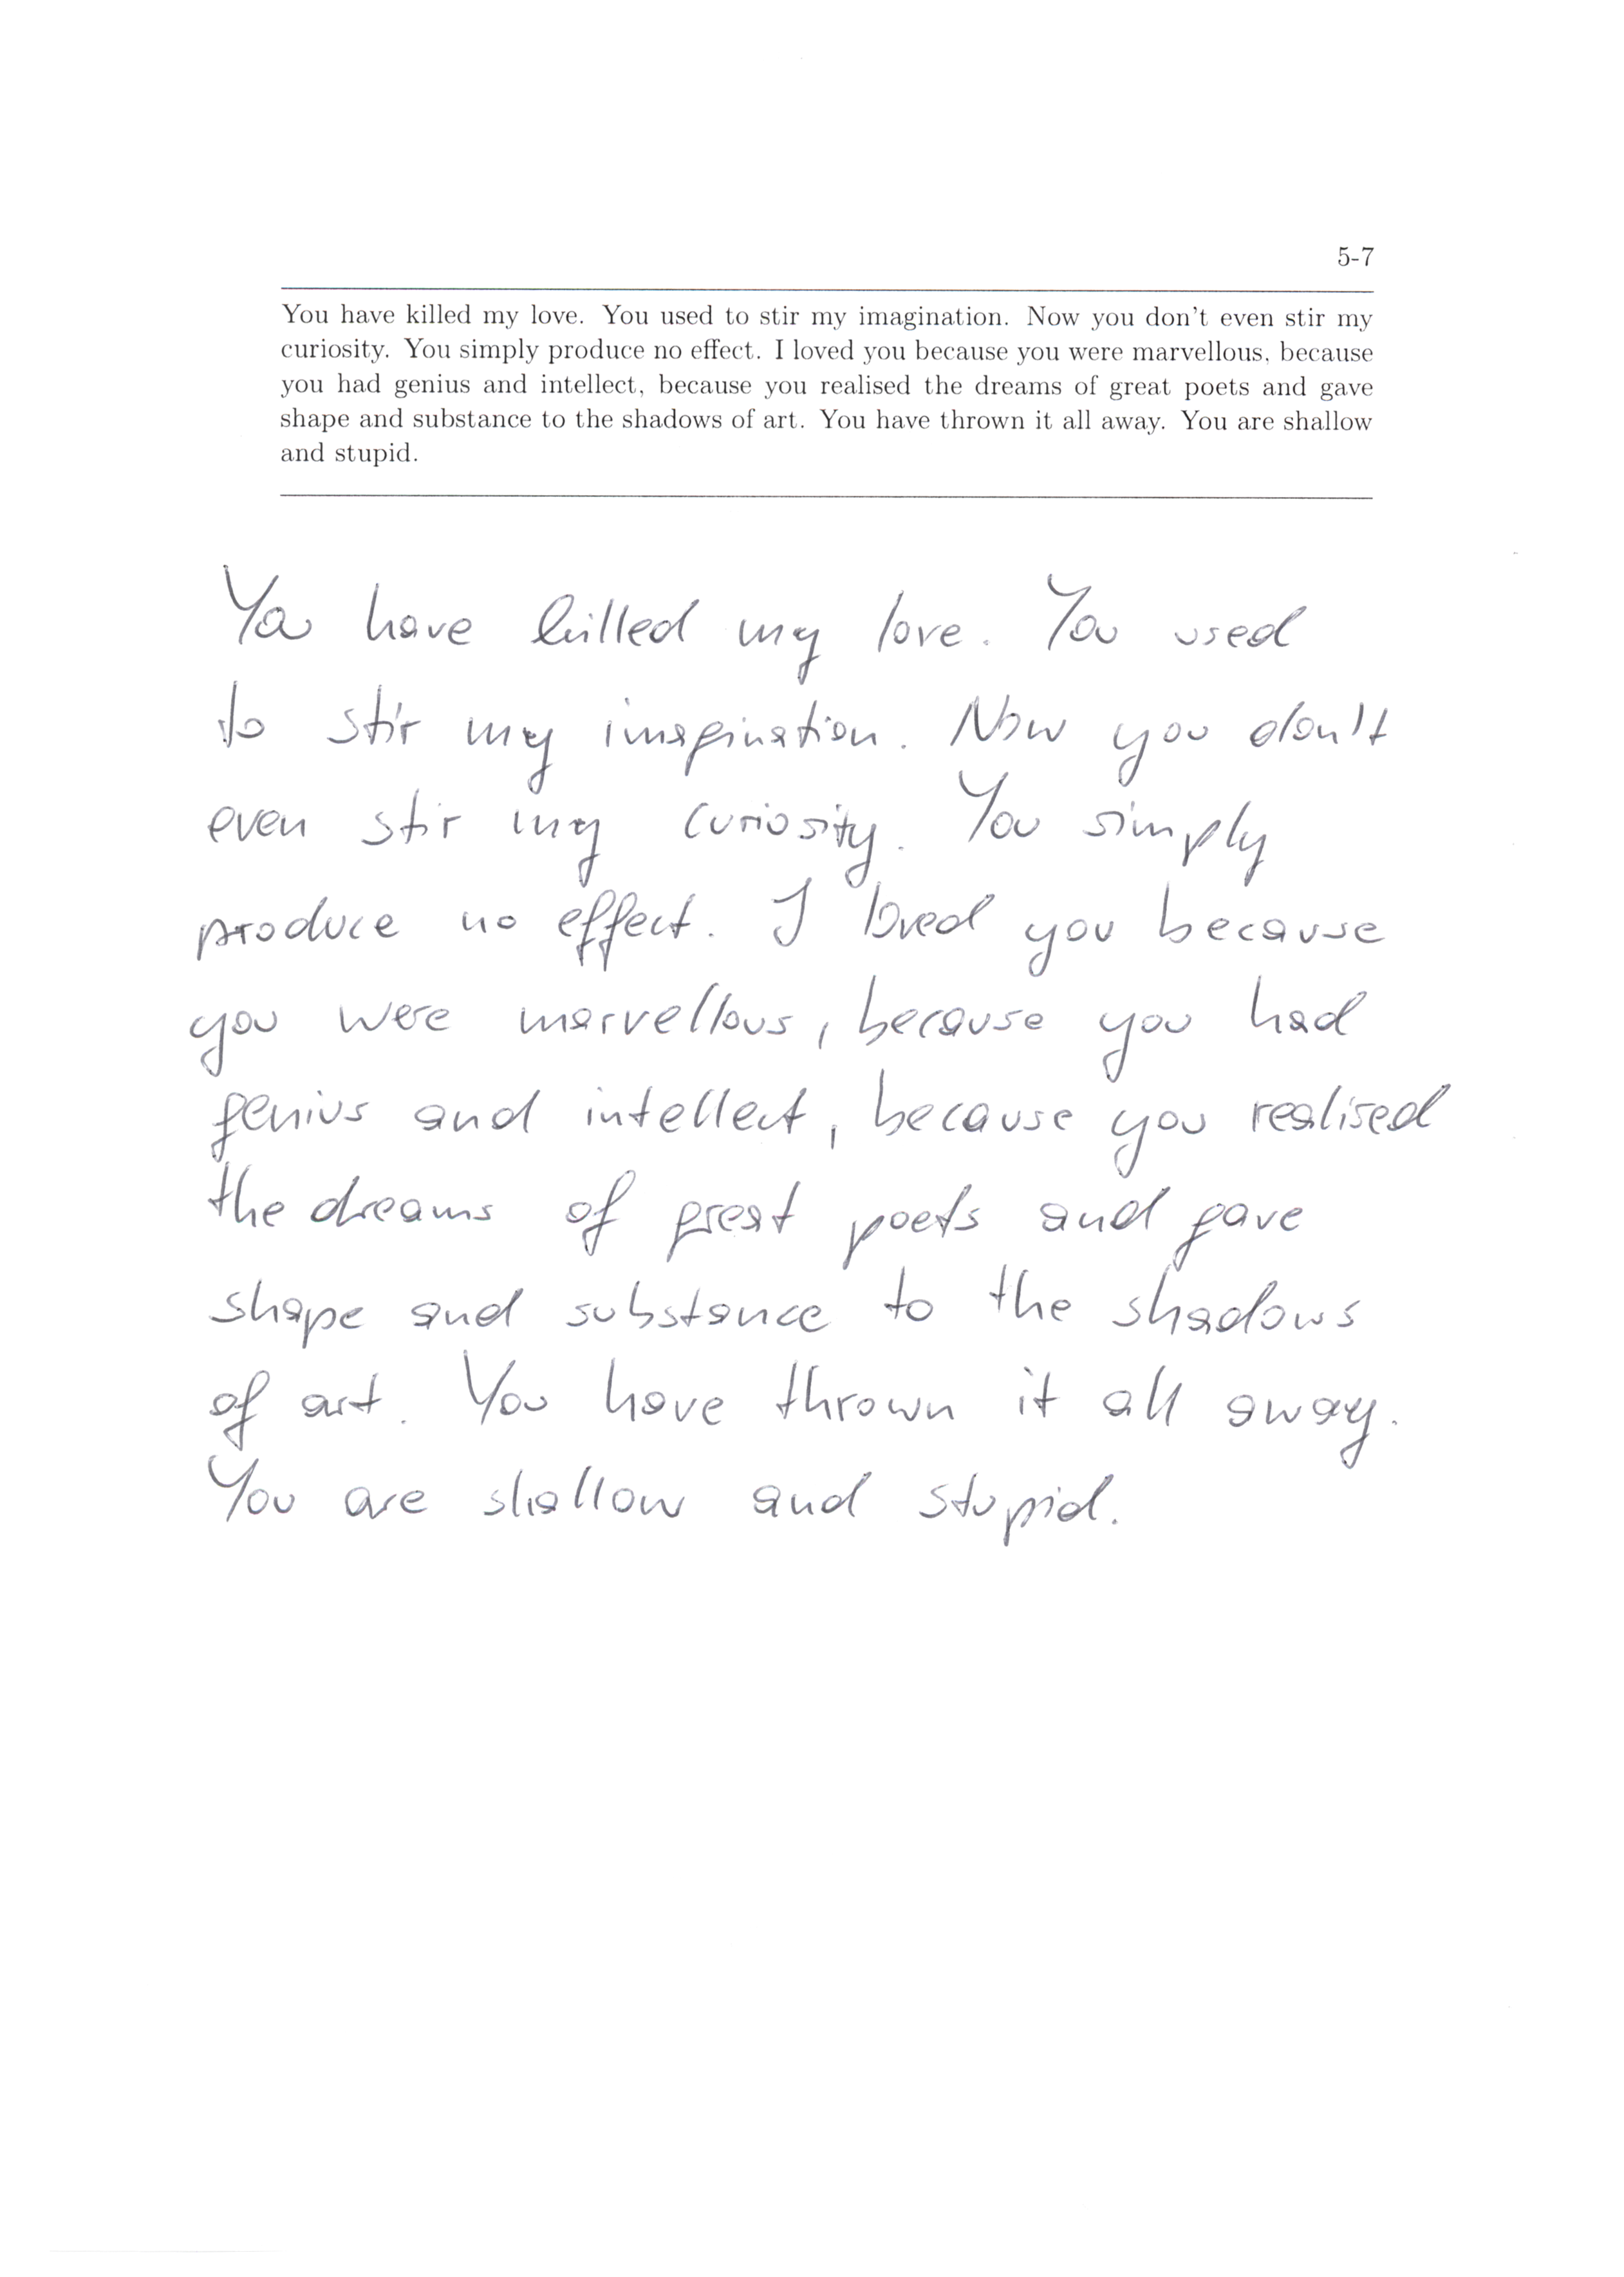 5-7
You have killed my love. You used to stir my imagination. Now you don't even stir my
curiosity. You simply produce no effect. I loved you because you were marvellous, because
you had genius and intellect, because you realised the dreams of great poets and gave
shape and substance to the shadows of art. You have thrown it all away. You are shallow
and stupid.
You have killed my love. You used
to stir my imagination. Now you don't
even stir my curiosity. You simply
produce no effect. I loved you because
you were marvellous, because you had
genius and intellect, because you realised
the dreams of great poets and gave
shape and substance to the shadows
of art. You have thrown it all away.
You are shallow and stupid.